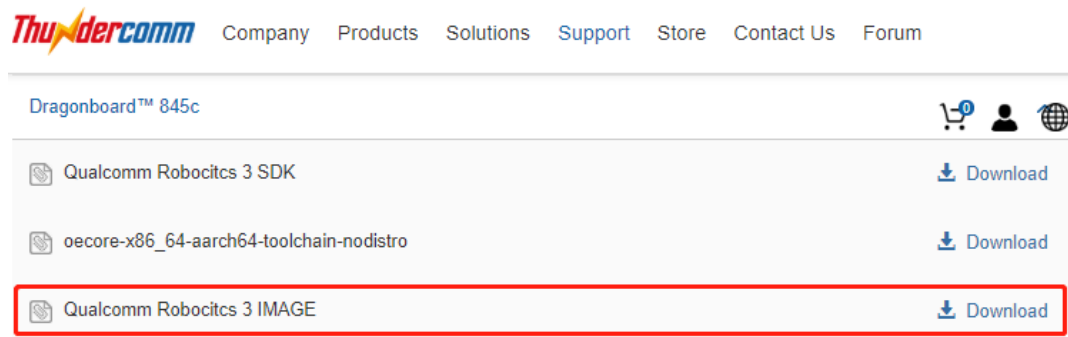 Thundercomm Company Products Solutions Support Store Contact Us Forum
Dragonboard™ 845c 0
Qualcomm Robocitcs 3 SDK Download
oecore-x86_64-aarch64-toolchain-nodistro Download
Qualcomm Robocitcs 3 IMAGE Download